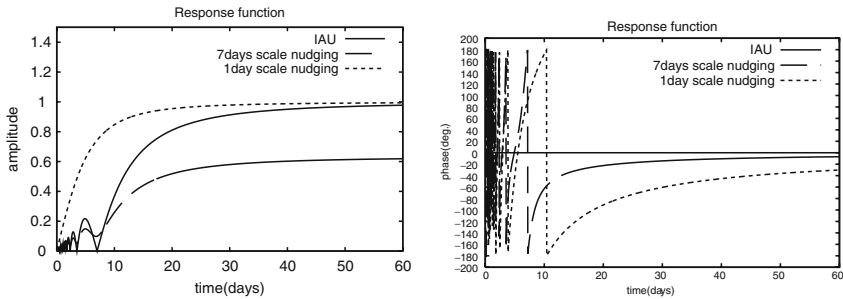 Response function
IAU
7days scale nudging
1day scale nudging
amplitude
1.4
1.2
1
0.8
0.6
0.4
0.2
0
0 10 20 30 40 50 60
time(days)
Response function
IAU
7days scale nudging
1day scale nudging
phase(deg.)
200
180
160
140
120
100
80
60
40
20
0
−20
−40
−60
−80
−100
−120
−140
−160
−180
−200
0 10 20 30 40 50 60
time(days)